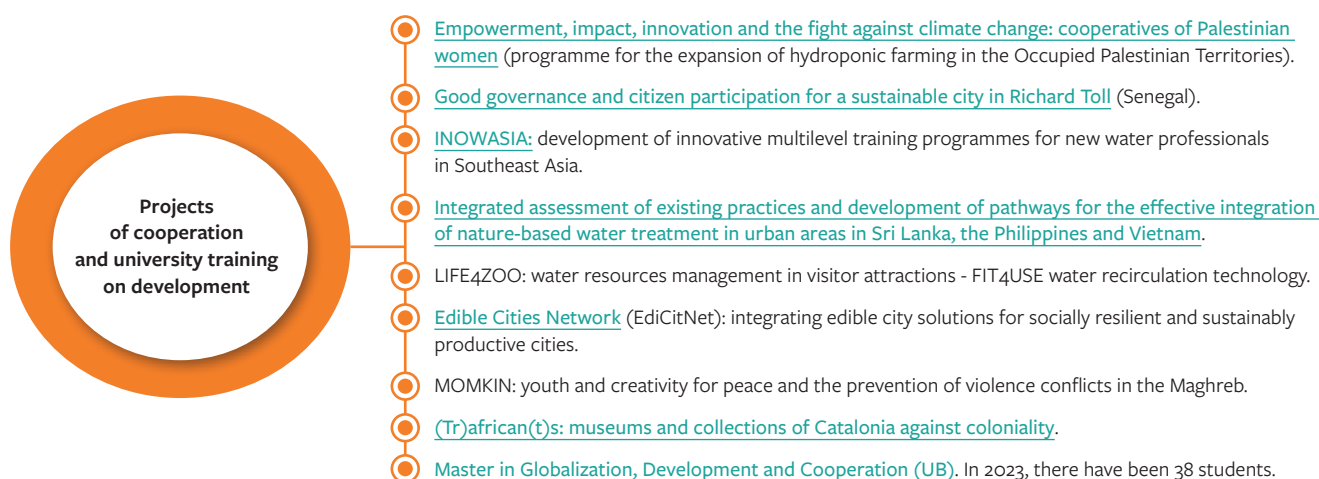 Projects
of cooperation
and university training
on development
Empowerment, impact, innovation and the fight against climate change: cooperatives of Palestinian
women (programme for the expansion of hydroponic farming in the Occupied Palestinian Territories).
Good governance and citizen participation for a sustainable city in Richard Toll (Senegal).
INOWASIA: development of innovative multilevel training programmes for new water professionals
in Southeast Asia.
Integrated assessment of existing practices and development of pathways for the effective integration
of nature-based water treatment in urban areas in Sri Lanka, the Philippines and Vietnam.
LIFE4ZOO: water resources management in visitor attractions - FIT4USE water recirculation technology.
Edible Cities Network (EdiCitNet): integrating edible city solutions for socially resilient and sustainably
productive cities.
MOMKIN: youth and creativity for peace and the prevention of violence conflicts in the Maghreb.
(Tr)african(t)s: museums and collections of Catalonia against coloniality.
Master in Globalization, Development and Cooperation (UB). In 2023, there have been 38 students.